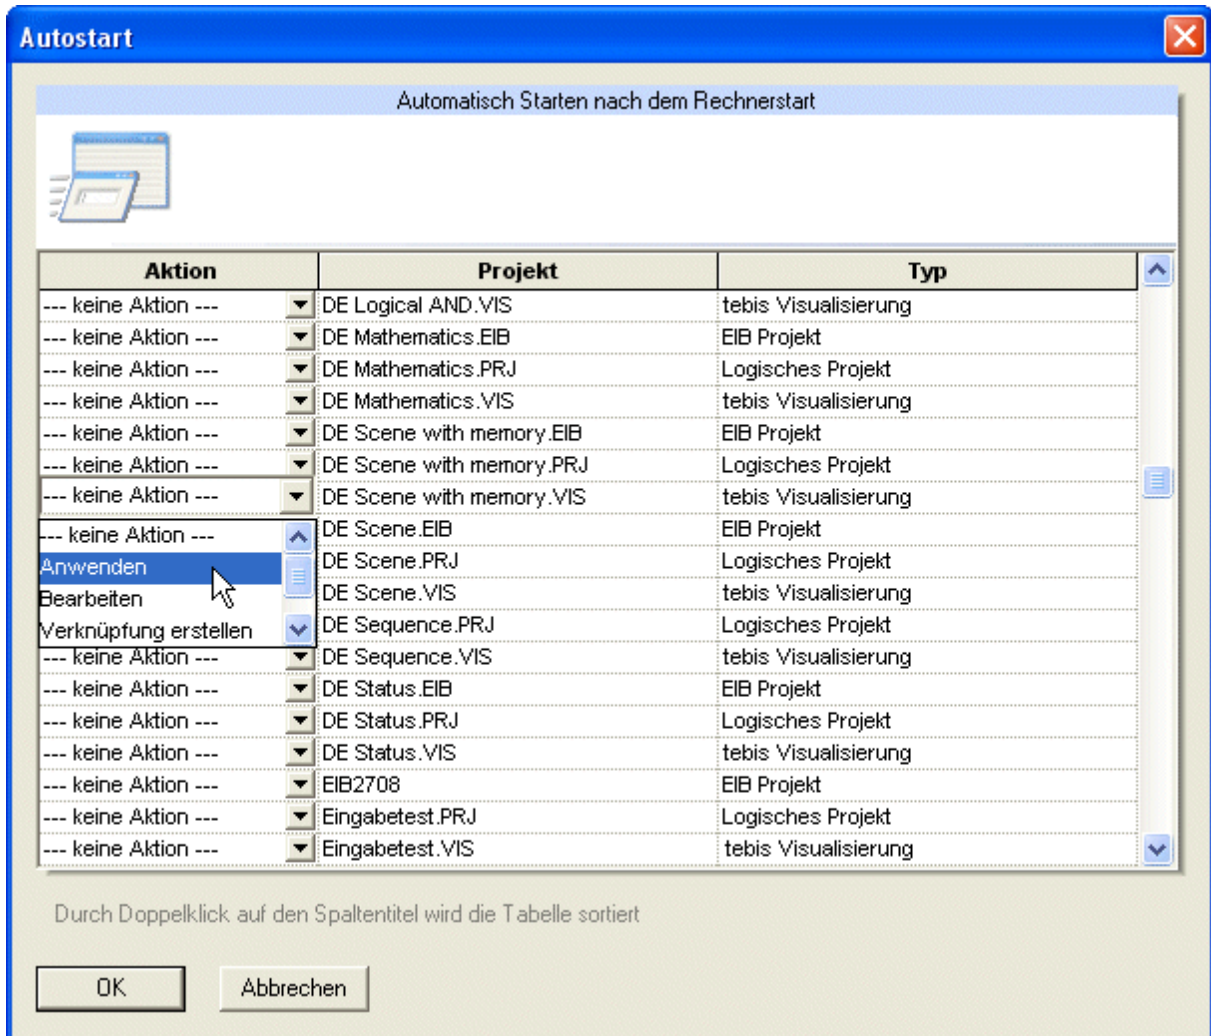 Autostart
Automatisch Starten nach dem Rechnerstart
Aktion Projekt Typ
--- keine Aktion --- DE Logical AND.VIS tebis Visualisierung
--- keine Aktion --- DE Mathematics.EIB EIB Projekt
--- keine Aktion --- DE Mathematics.PRJ Logisches Projekt
--- keine Aktion --- DE Mathematics.VIS tebis Visualisierung
--- keine Aktion --- DE Scene with memory.EIB EIB Projekt
--- keine Aktion --- DE Scene with memory.PRJ Logisches Projekt
--- keine Aktion --- DE Scene with memory.VIS tebis Visualisierung
--- keine Aktion --- DE Scene.EIB EIB Projekt
Anwenden DE Scene.PRJ Logisches Projekt
Bearbeiten DE Scene.VIS tebis Visualisierung
Verknüpfung erstellen DE Sequence.PRJ Logisches Projekt
--- keine Aktion --- DE Sequence.VIS tebis Visualisierung
--- keine Aktion --- DE Status.EIB EIB Projekt
--- keine Aktion --- DE Status.PRJ Logisches Projekt
--- keine Aktion --- DE Status.VIS tebis Visualisierung
--- keine Aktion --- EIB2708 EIB Projekt
--- keine Aktion --- Eingabetest.PRJ Logisches Projekt
--- keine Aktion --- Eingabetest.VIS tebis Visualisierung
Durch Doppelklick auf den Spaltentitel wird die Tabelle sortiert
OK Abbrechen